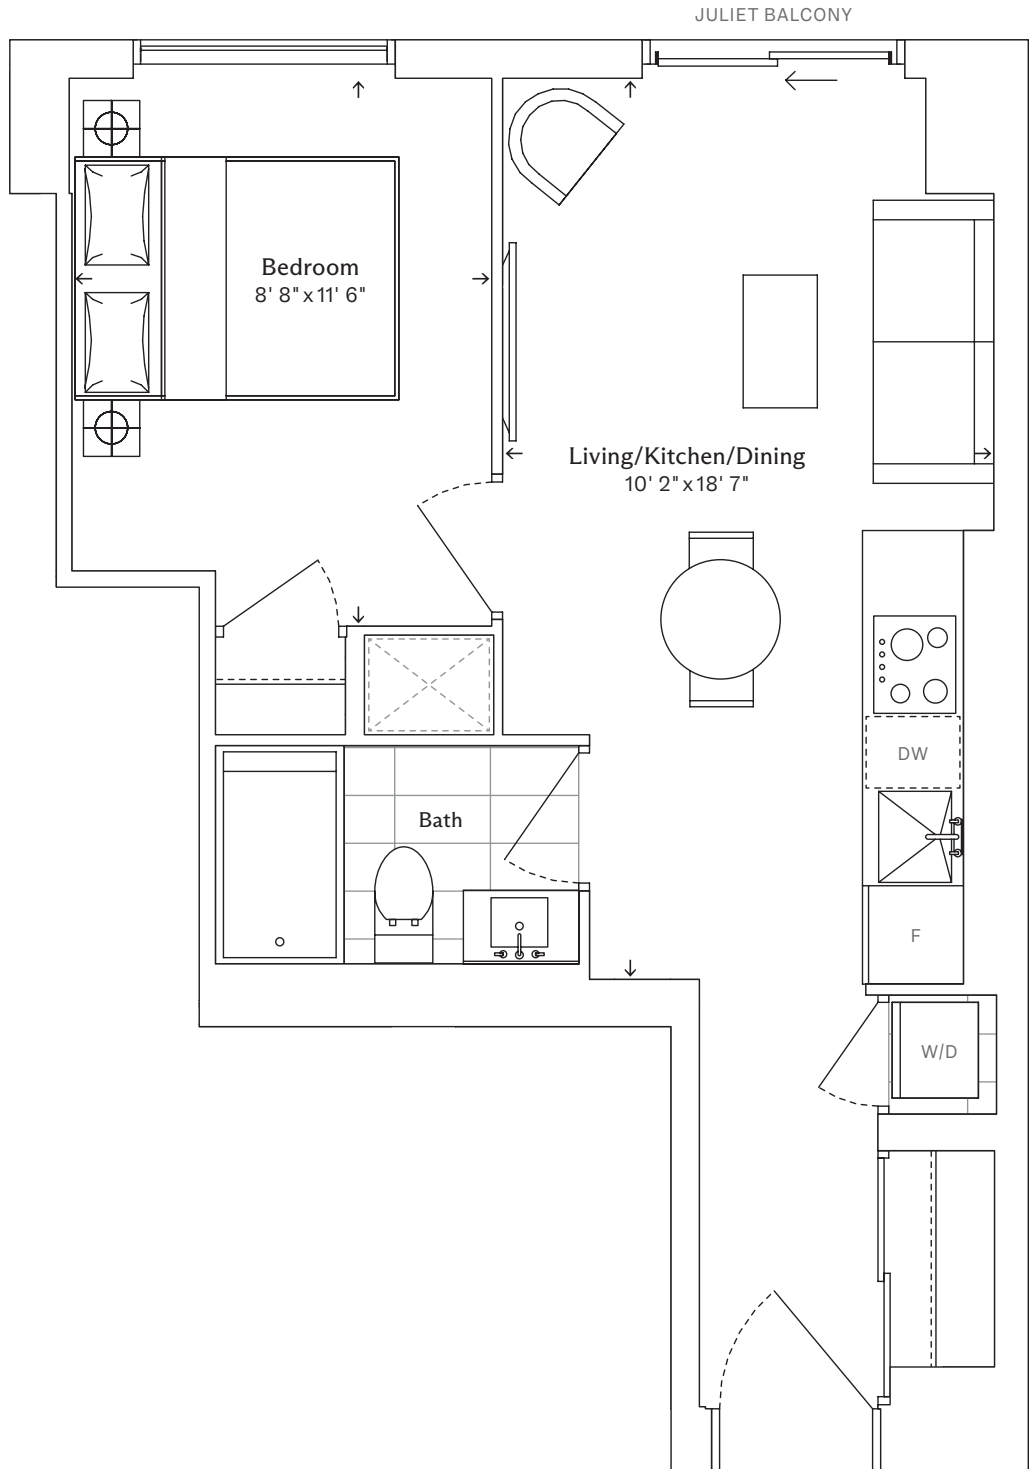 JULIET BALCONY
Bedroom
8' 8" x 11' 6"
Living/Kitchen/Dining
10' 2" x 18' 7"
DW
Bath
F
W/D